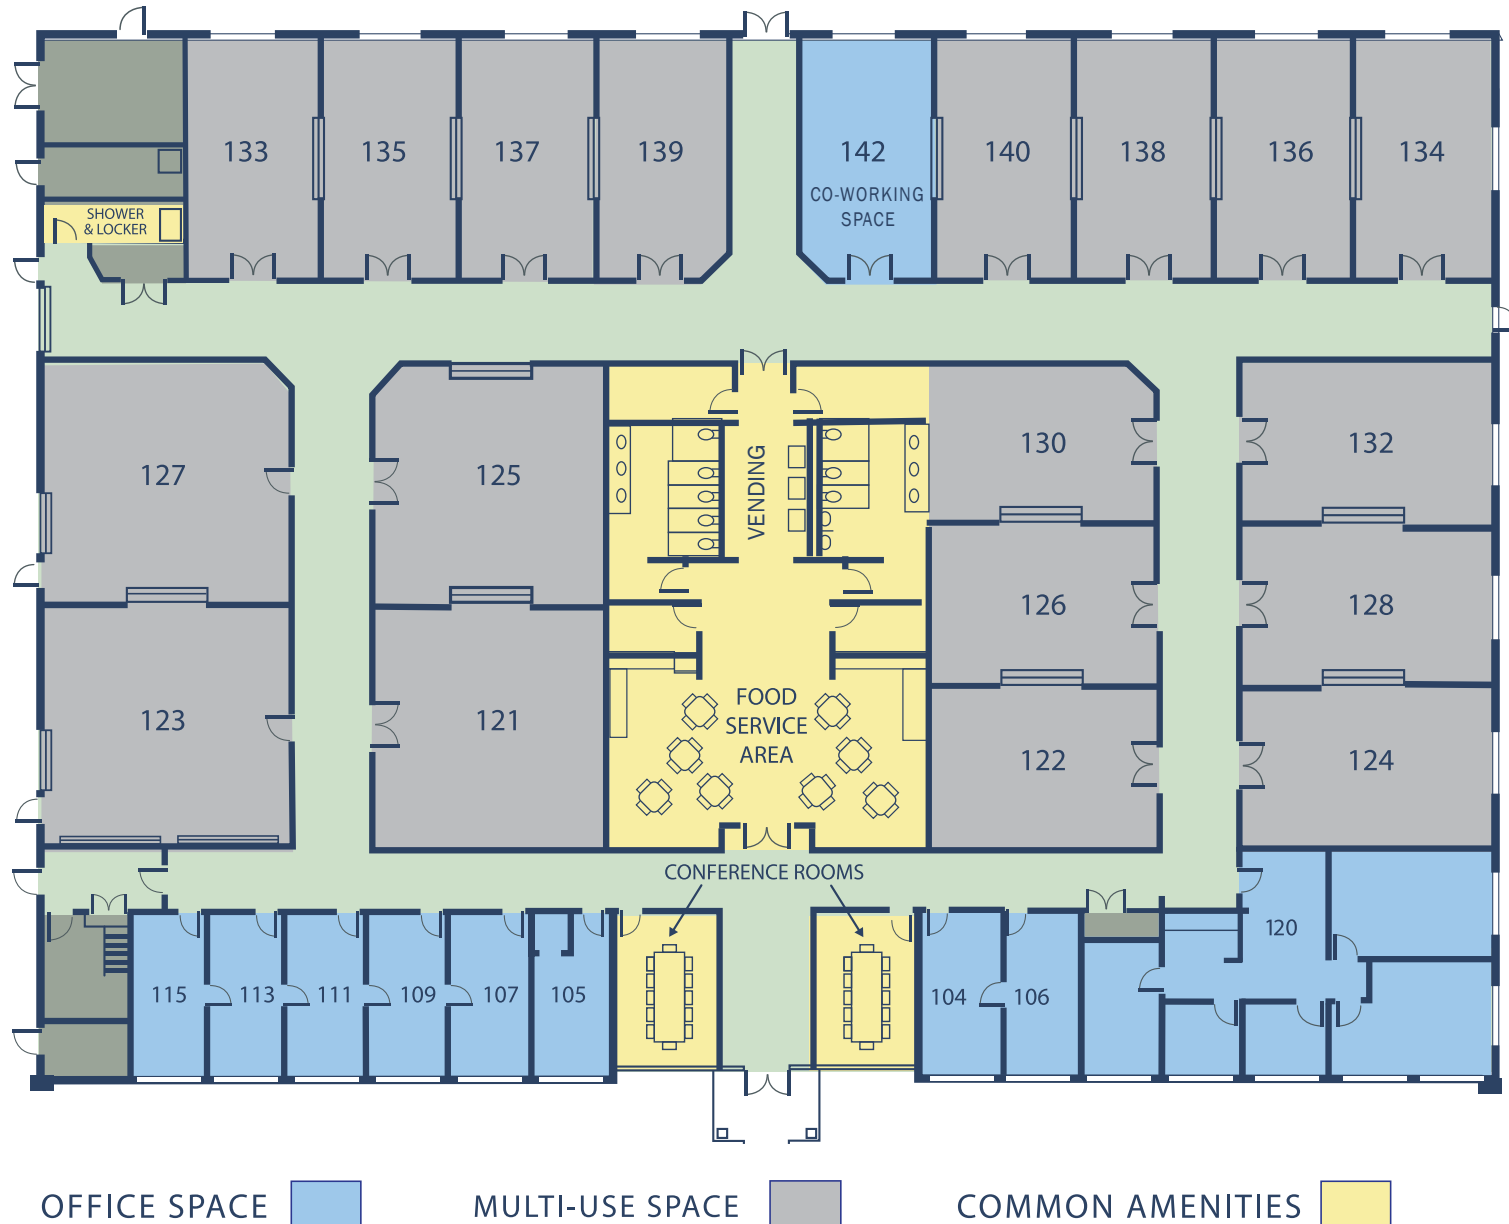 133
135
137
139
142
CO-WORKING
SPACE
140
138
136
134
SHOWER
& LOCKER
127
125
VENDING
130
132
126
128
123
121
FOOD
SERVICE
AREA
122
124
CONFERENCE ROOMS
115
113
111
109
107
105
104
106
120
OFFICE SPACE
MULTI-USE SPACE
COMMON AMENITIES